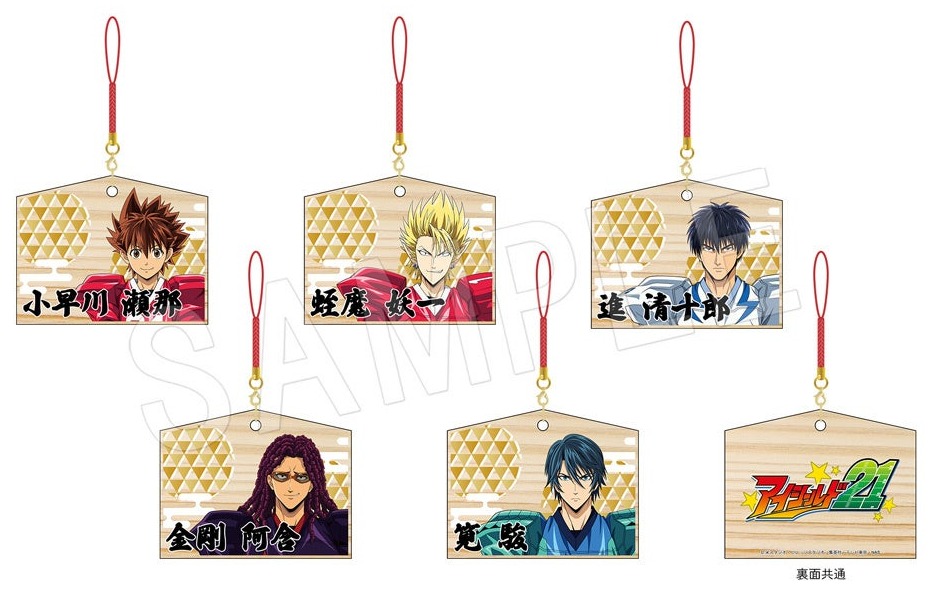 小早川 瀬那
蛭魔 妖一
進 清十郎
SAMPLE
金剛 阿含
筧 駿
アイシールド21
裏面共通